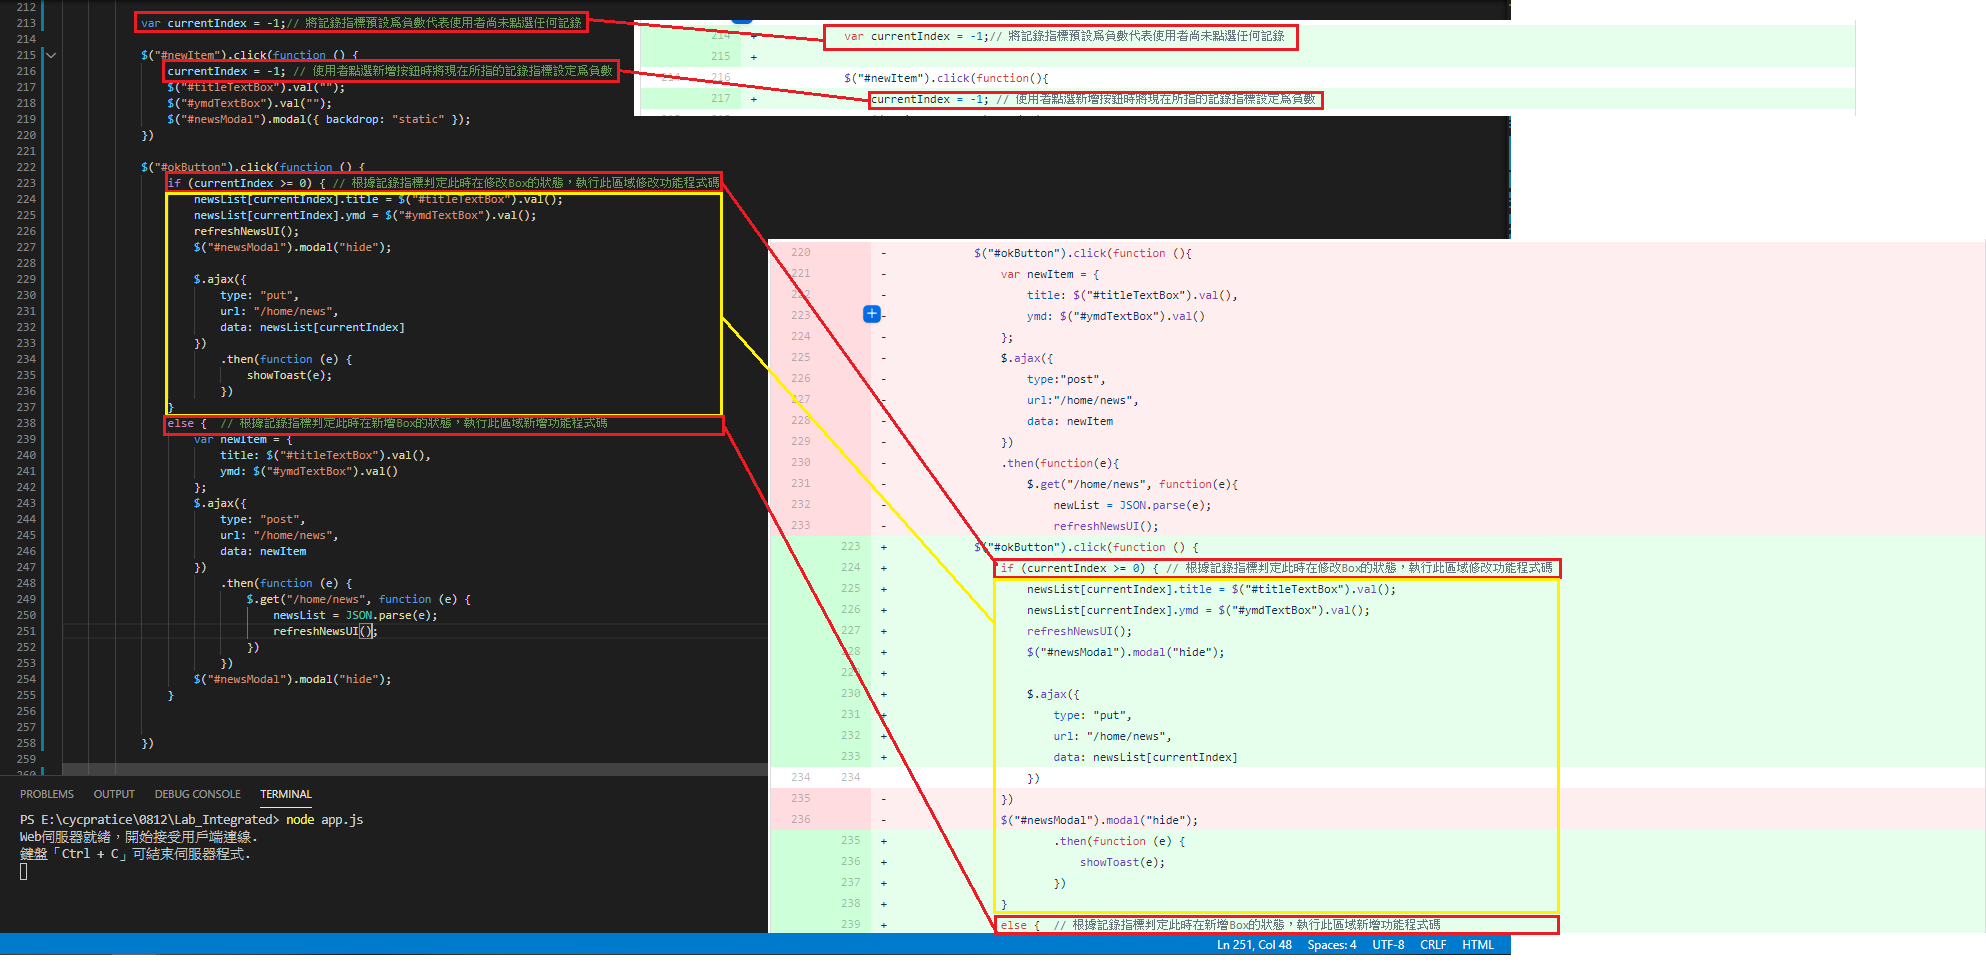 212
213 var currentIndex = -1;// 將記錄指標預設為負數代表使用者尚未點選任何記錄
214
215 $("#newItem").click(function () {
216 currentIndex = -1; // 使用者點選新增按鈕時將現在所指的記錄指標設定為負數
217 $("#titleTextBox").val("");
218 $("#ymdTextBox").val("");
219 $("#newsModal").modal({ backdrop: "static" });
220 })
221
222 $("#okButton").click(function () {
223 if (currentIndex >= 0) { // 根據記錄指標判定此時在修改Box的狀態，執行此區域修改功能程式碼
224 newsList[currentIndex].title = $("#titleTextBox").val();
225 newsList[currentIndex].ymd = $("#ymdTextBox").val();
226 refreshNewsUI();
227 $("#newsModal").modal("hide");
228
229 $.ajax({
230 type: "put",
231 url: "/home/news",
232 data: newsList[currentIndex]
233 })
234 .then(function (e) {
235 showToast(e);
236 })
237 }
238 else { // 根據記錄指標判定此時在新增Box的狀態，執行此區域新增功能程式碼
239 var newItem = {
240 title: $("#titleTextBox").val(),
241 ymd: $("#ymdTextBox").val()
242 };
243 $.ajax({
244 type: "post",
245 url: "/home/news",
246 data: newItem
247 })
248 .then(function (e) {
249 $.get("/home/news", function (e) {
250 newsList = JSON.parse(e);
251 refreshNewsUI();
252 })
253 })
254 $("#newsModal").modal("hide");
255 }
256
257
258 })
259
260
PROBLEMS OUTPUT DEBUG CONSOLE TERMINAL
PS E:\cycpratice\0812\Lab_Integrated> node app.js
Web伺服器就緒，開始接受用戶端連線.
鍵盤「Ctrl + C」可結束伺服器程式.
214 + var currentIndex = -1;// 將記錄指標預設為負數代表使用者尚未點選任何記錄
215 +
214 216 $("#newItem").click(function(){
217 + currentIndex = -1; // 使用者點選新增按鈕時將現在所指的記錄指標設定為負數
220 - $("#okButton").click(function (){
221 - var newItem = {
222 - title: $("#titleTextBox").val(),
223 - ymd: $("#ymdTextBox").val()
224 - };
225 - $.ajax({
226 - type:"post",
227 - url:"/home/news",
228 - data: newItem
229 - })
230 - .then(function(e){
231 - $.get("/home/news", function(e){
232 - newList = JSON.parse(e);
233 - refreshNewsUI();
223 + $("#okButton").click(function () {
224 + if (currentIndex >= 0) { // 根據記錄指標判定此時在修改Box的狀態，執行此區域修改功能程式碼
225 + newsList[currentIndex].title = $("#titleTextBox").val();
226 + newsList[currentIndex].ymd = $("#ymdTextBox").val();
227 + refreshNewsUI();
228 + $("#newsModal").modal("hide");
229 +
230 + $.ajax({
231 + type: "put",
232 + url: "/home/news",
233 + data: newsList[currentIndex]
234 234 })
235 - })
236 - $("#newsModal").modal("hide");
235 + .then(function (e) {
236 + showToast(e);
237 + })
238 + }
239 + else { // 根據記錄指標判定此時在新增Box的狀態，執行此區域新增功能程式碼
Ln 251, Col 48 Spaces: 4 UTF-8 CRLF HTML